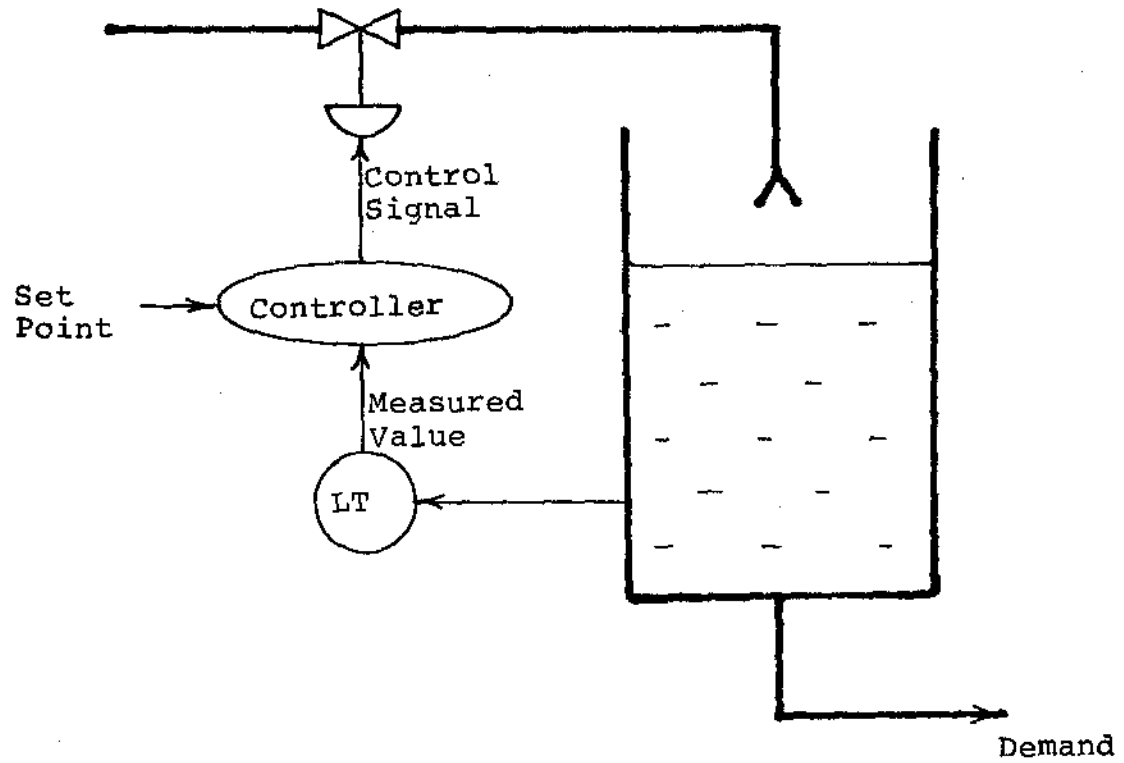 Control
Signal
Set
Point
Controller
Measured
Value
LT
Demand